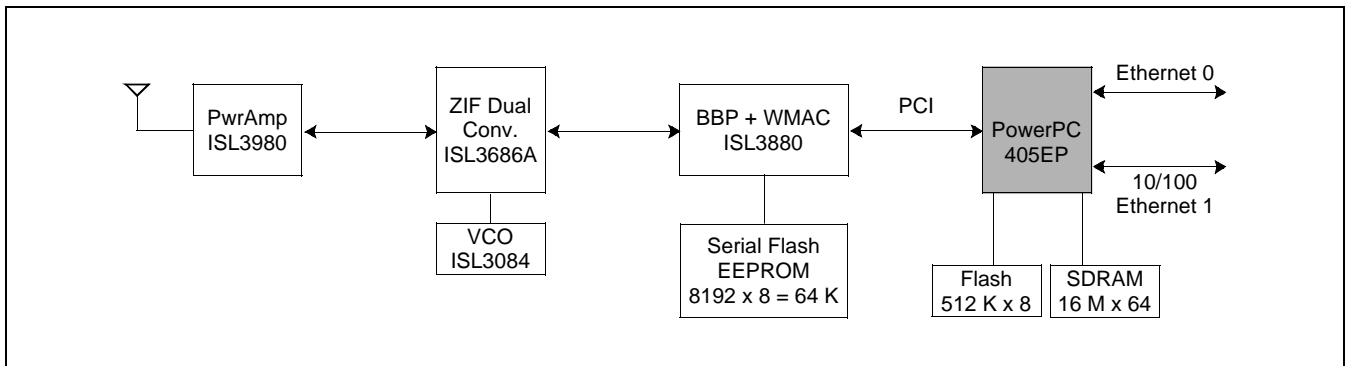 PwrAmp
ISL3980
ZIF Dual
Conv.
ISL3686A
VCO
ISL3084
BBP + WMAC
ISL3880
Serial Flash
EEPROM
8192 x 8 = 64 K
PCI
PowerPC
405EP
Ethernet 0
10/100
Ethernet 1
Flash
512 K x 8
SDRAM
16 M x 64